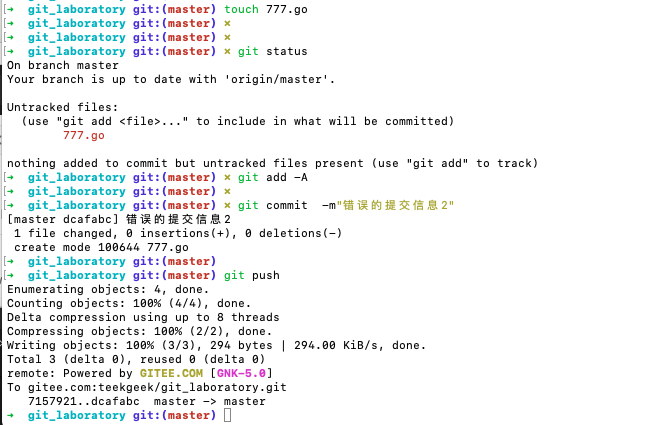 [➜  git_laboratory git:(master) touch 777.go
[➜  git_laboratory git:(master) ✗
[➜  git_laboratory git:(master) ✗
[➜  git_laboratory git:(master) ✗ git status
On branch master
Your branch is up to date with 'origin/master'.
Untracked files:
  (use "git add <file>..." to include in what will be committed)
        777.go
nothing added to commit but untracked files present (use "git add" to track)
[➜  git_laboratory git:(master) ✗ git add -A
[➜  git_laboratory git:(master) ✗
[➜  git_laboratory git:(master) ✗ git commit  -m"错误的提交信息2"
[master dcafabc] 错误的提交信息2
 1 file changed, 0 insertions(+), 0 deletions(-)
 create mode 100644 777.go
[➜  git_laboratory git:(master)
[➜  git_laboratory git:(master) git push
Enumerating objects: 4, done.
Counting objects: 100% (4/4), done.
Delta compression using up to 8 threads
Compressing objects: 100% (2/2), done.
Writing objects: 100% (3/3), 294 bytes | 294.00 KiB/s, done.
Total 3 (delta 0), reused 0 (delta 0)
remote: Powered by GITEE.COM [GNK-5.0]
To gitee.com:teekgeek/git_laboratory.git
   7157921..dcafabc  master -> master
➜  git_laboratory git:(master)